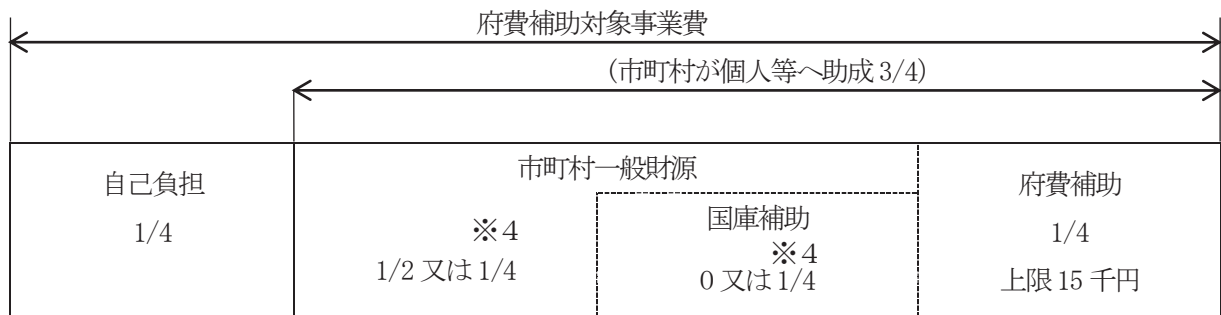 府費補助対象事業費
(市町村が個人等へ助成 3/4)
自己負担
1/4
市町村一般財源
※4
1/2 又は 1/4
国庫補助
※4
0 又は 1/4
府費補助
1/4
上限 15 千円